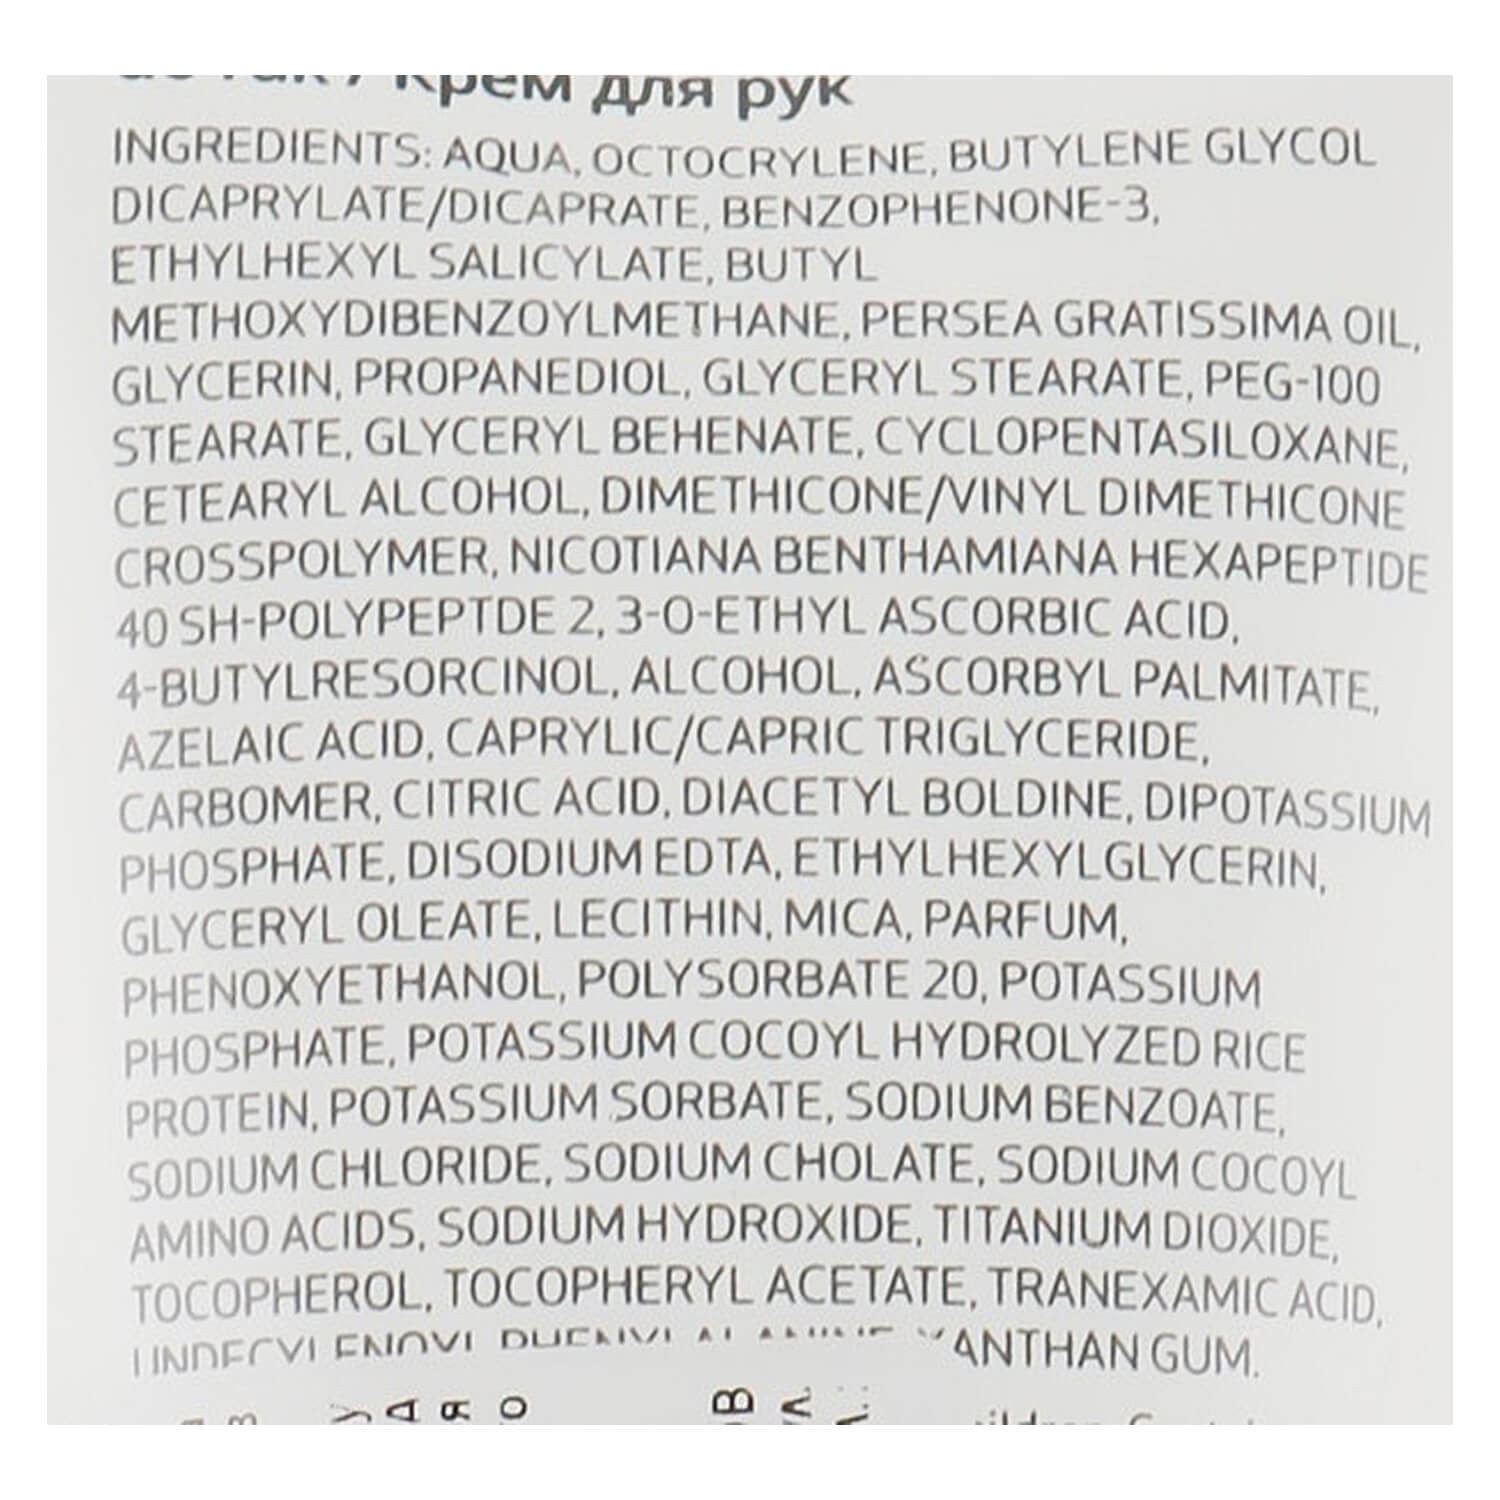 / Крем для рук
INGREDIENTS: AQUA, OCTOCRYLENE, BUTYLENE GLYCOL
DICAPRYLATE/DICAPRATE, BENZOPHENONE-3,
ETHYLHEXYL SALICYLATE, BUTYL
METHOXYDIBENZOYLMETHANE, PERSEA GRATISSIMA OIL,
GLYCERIN, PROPANEDIOL, GLYCERYL STEARATE, PEG-100
STEARATE, GLYCERYL BEHENATE, CYCLOPENTASILOXANE,
CETEARYL ALCOHOL, DIMETHICONE/VINYL DIMETHICONE
CROSSPOLYMER, NICOTIANA BENTHAMIANA HEXAPEPTIDE
40 SH-POLYPEPTDE 2, 3-O-ETHYL ASCORBIC ACID,
4-BUTYLRESORCINOL, ALCOHOL, ASCORBYL PALMITATE,
AZELAIC ACID, CAPRYLIC/CAPRIC TRIGLYCERIDE,
CARBOMER, CITRIC ACID, DIACETYL BOLDINE, DIPOTASSIUM
PHOSPHATE, DISODIUM EDTA, ETHYLHEXYLGLYCERIN,
GLYCERYL OLEATE, LECITHIN, MICA, PARFUM,
PHENOXYETHANOL, POLYSORBATE 20, POTASSIUM
PHOSPHATE, POTASSIUM COCOYL HYDROLYZED RICE
PROTEIN, POTASSIUM SORBATE, SODIUM BENZOATE,
SODIUM CHLORIDE, SODIUM CHOLATE, SODIUM COCOYL
AMINO ACIDS, SODIUM HYDROXIDE, TITANIUM DIOXIDE,
TOCOPHEROL, TOCOPHERYL ACETATE, TRANEXAMIC ACID,
UNDECYLENOYL PHENYLALANINE, XANTHAN GUM.